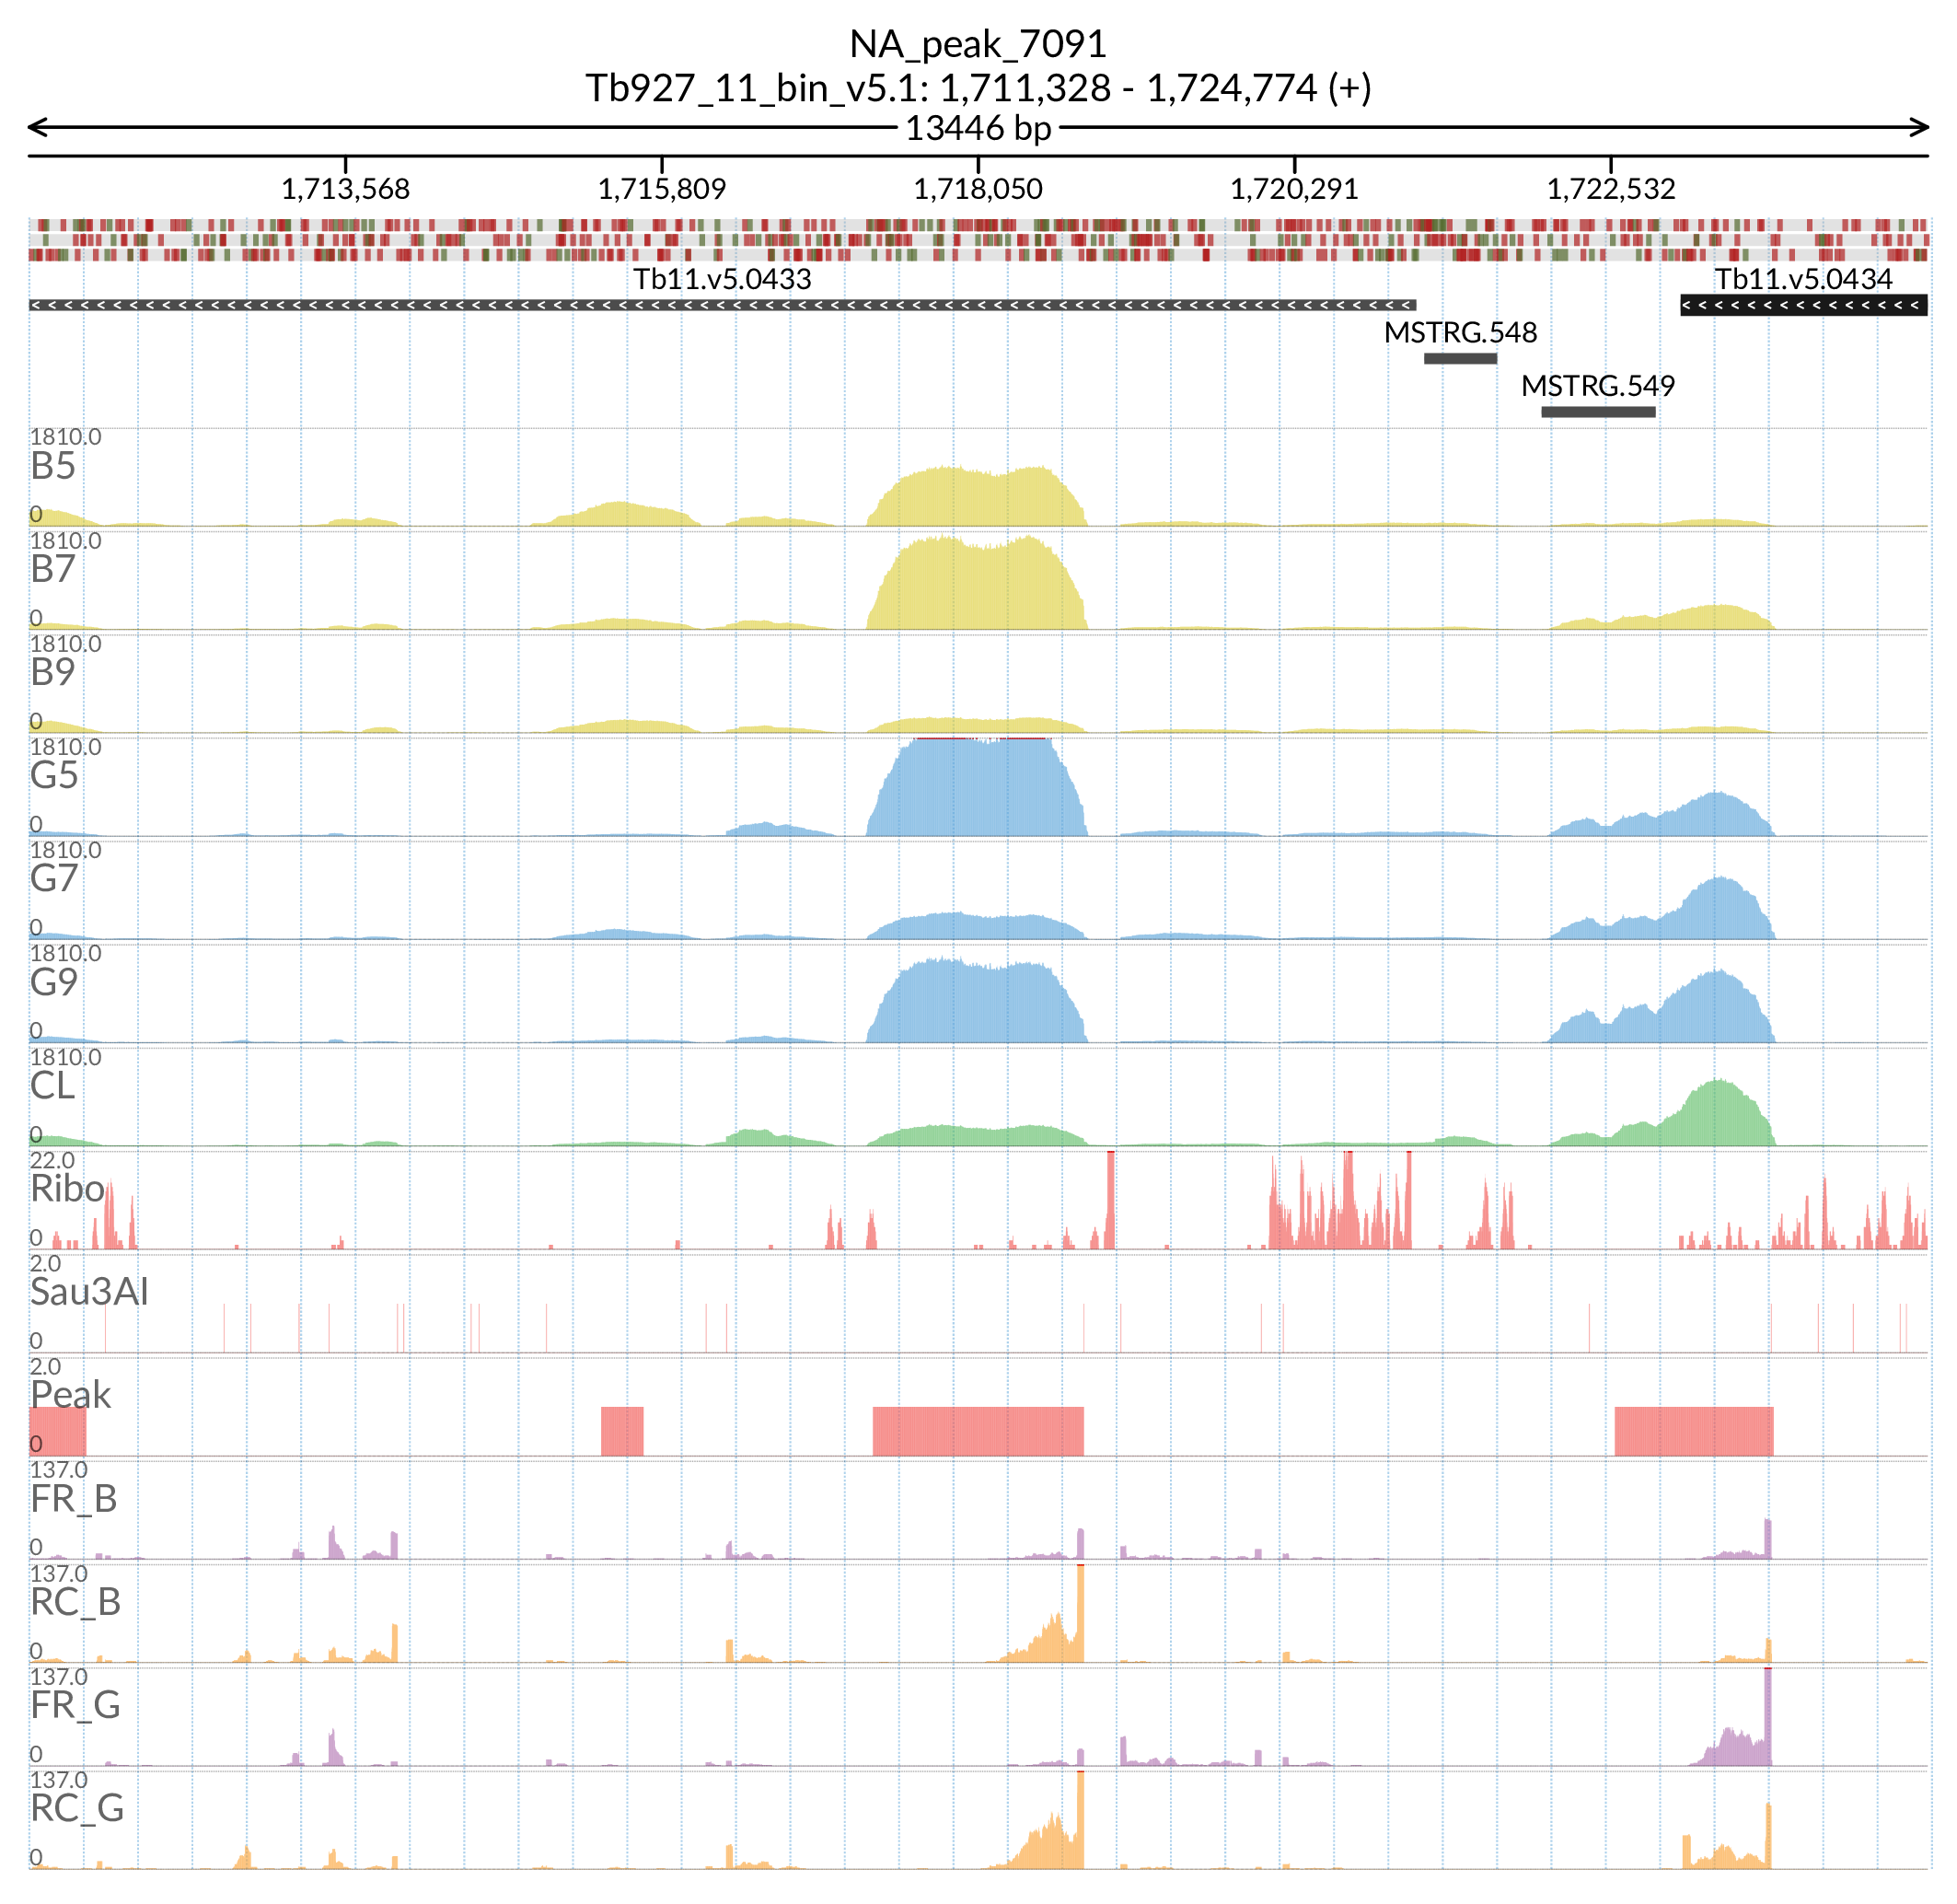 NA_peak_7091
Tb927_11_bin_v5.1: 1,711,328 - 1,724,774 (+)
13446 bp
1,713,568 1,715,809 1,718,050 1,720,291 1,722,532
Tb11.v5.0433 Tb11.v5.0434
MSTRG.548
MSTRG.549
1810.0
B5
0
1810.0
B7
0
1810.0
B9
0
1810.0
G5
0
1810.0
G7
0
1810.0
G9
0
1810.0
CL
0
22.0
Ribo
0
2.0
Sau3AI
0
2.0
Peak
0
137.0
FR_B
0
137.0
RC_B
0
137.0
FR_G
0
137.0
RC_G
0